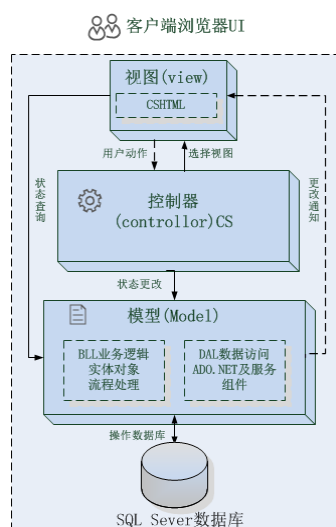 客户端浏览器UI
视图(view)
CSHTML
用户动作
选择视图
状态查询
更改通知
控制器
(controllor)CS
状态更改
模型(Model)
BLL业务逻辑
实体对象
流程处理
DAL数据访问
ADO.NET及服务
组件
操作数据库
SQL Sever数据库